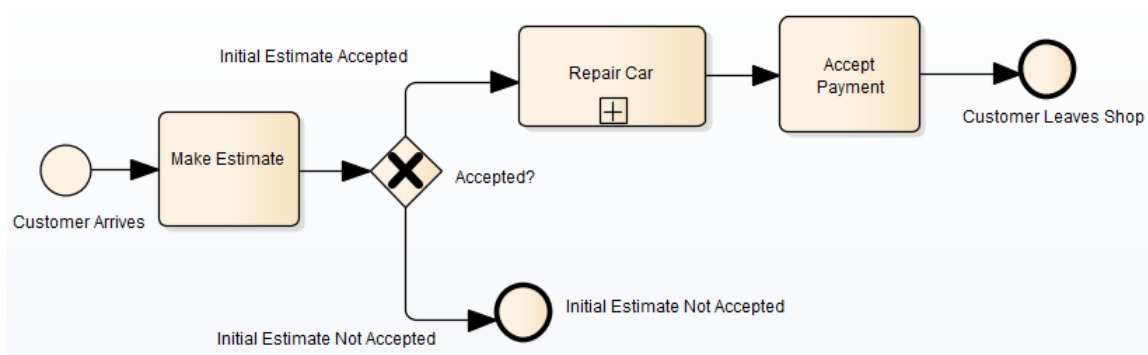 Initial Estimate Accepted
Repair Car
Accept
Payment
Customer Leaves Shop
Make Estimate
Accepted?
Customer Arrives
Initial Estimate Not Accepted
Initial Estimate Not Accepted